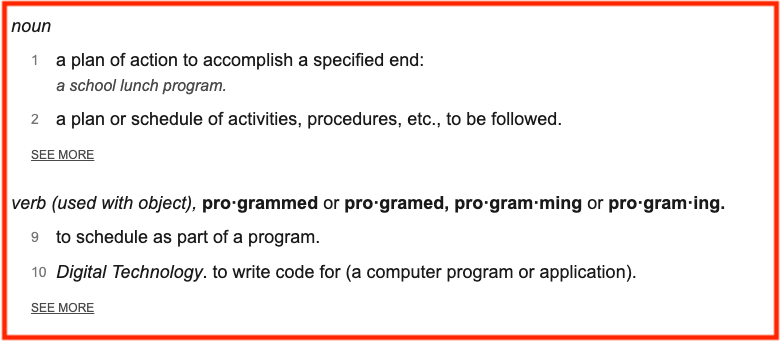 noun
1 a plan of action to accomplish a specified end:
a school lunch program.
2 a plan or schedule of activities, procedures, etc., to be followed.
SEE MORE
verb (used with object), pro·grammed or pro·gramed, pro·gram·ming or pro·gram·ing.
9 to schedule as part of a program.
10 Digital Technology. to write code for (a computer program or application).
SEE MORE